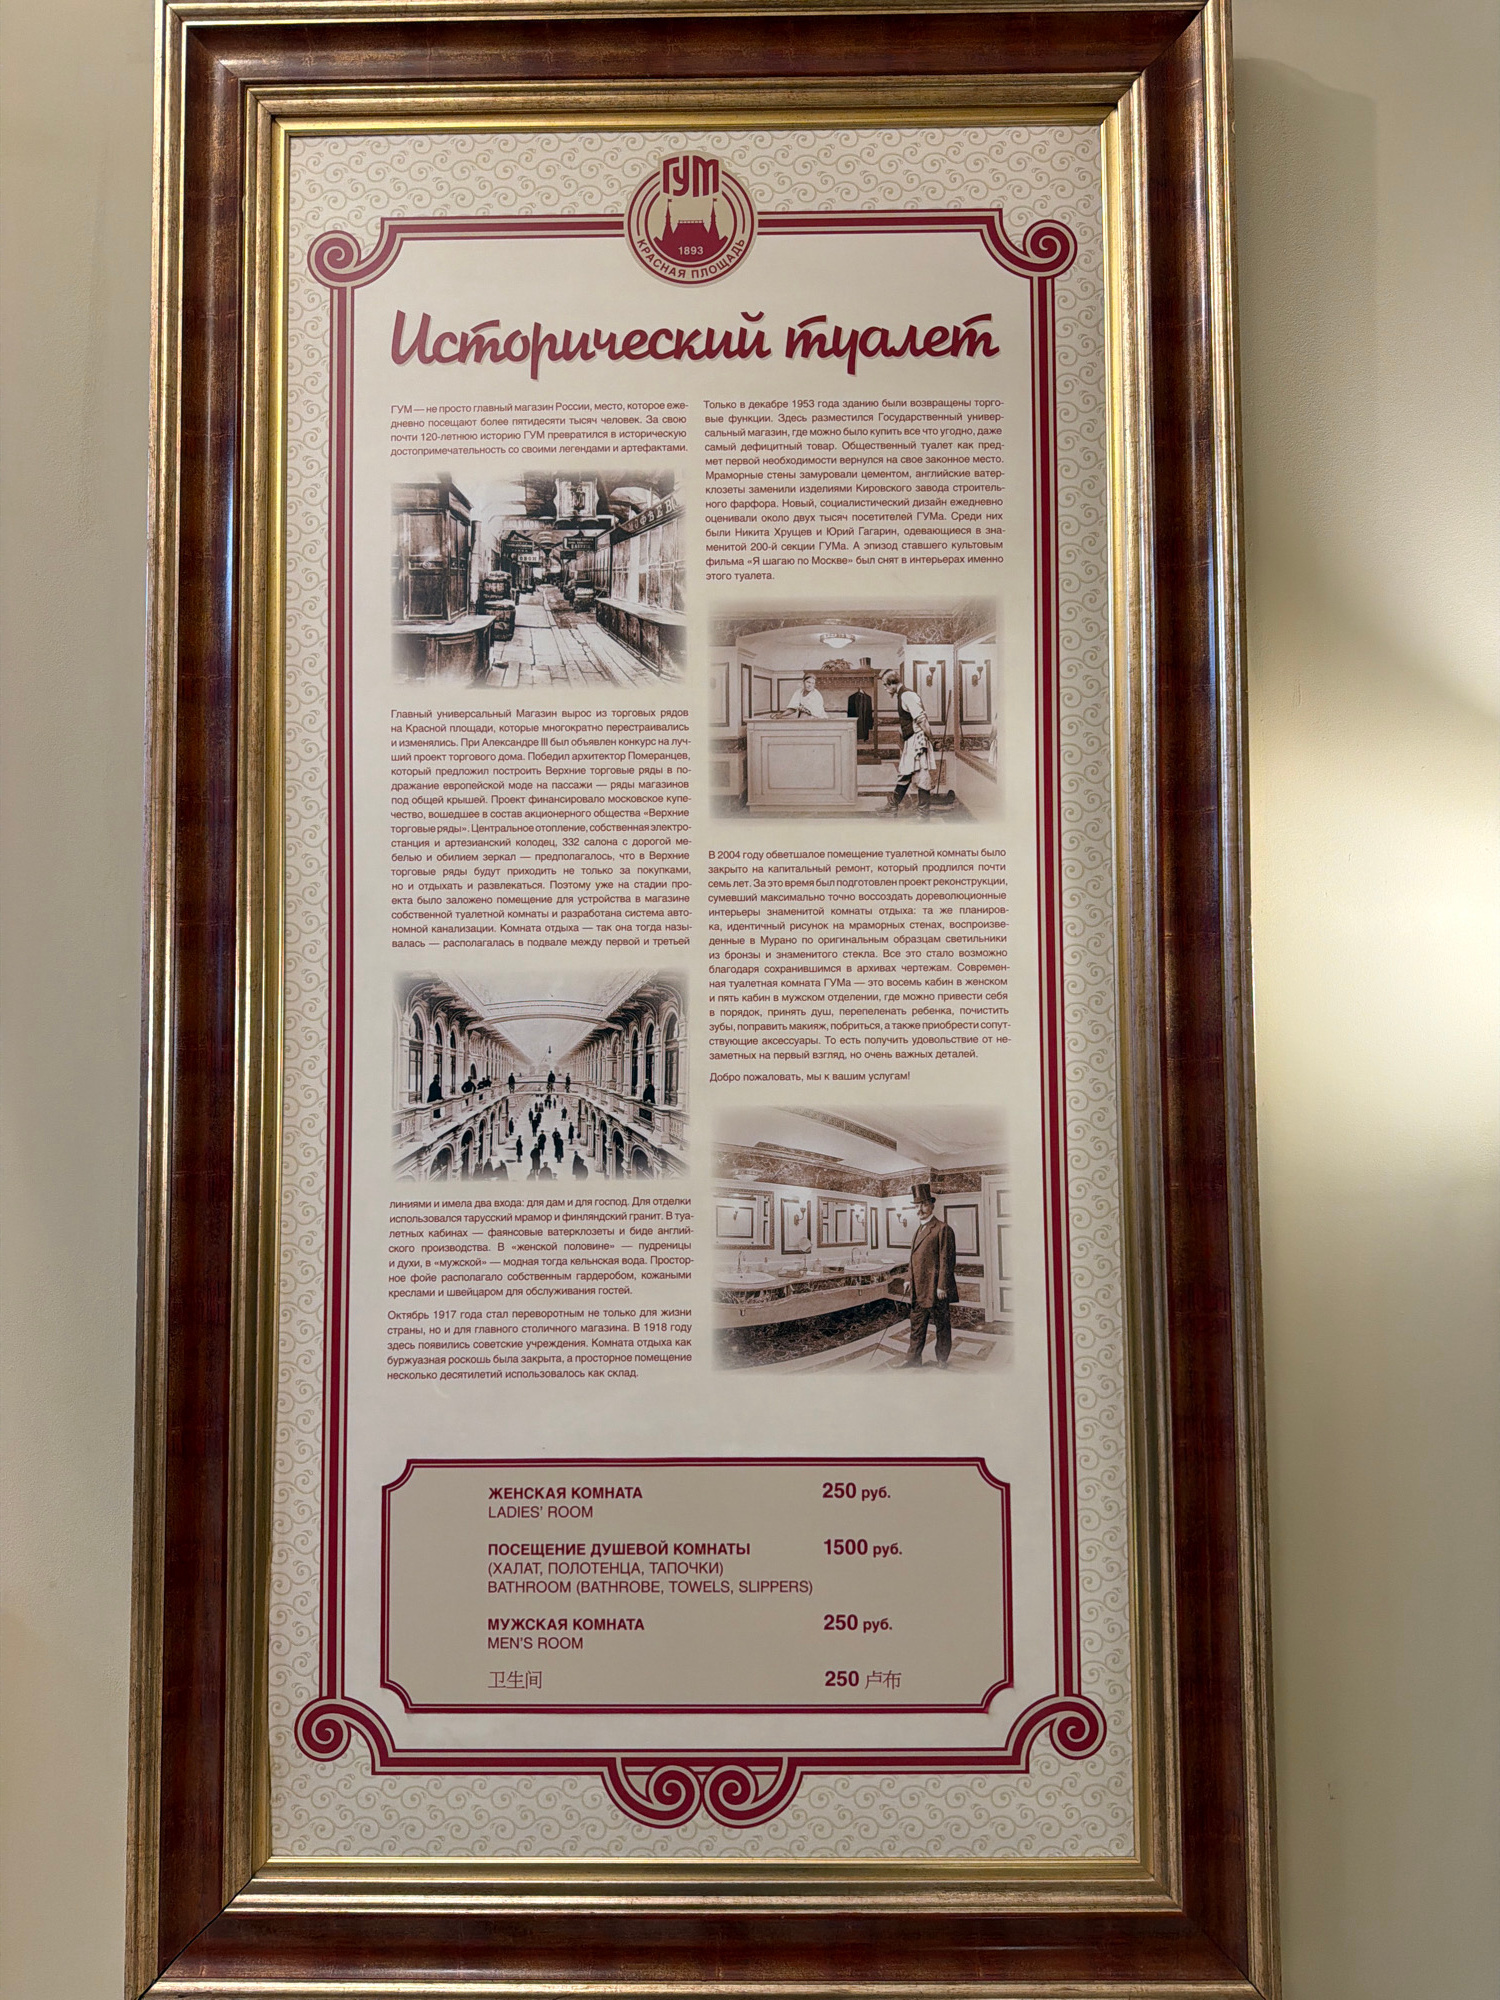 ГУМ
1893
КРАСНАЯ ПЛОЩАДЬ
Исторический туалет
ГУМ — не просто главный магазин России, место, которое еже-
дневно посещают более пятидесяти тысяч человек. За свою
почти 120-летнюю историю ГУМ превратился в историческую
достопримечательность со своими легендами и артефактами.
Главный универсальный Магазин вырос из торговых рядов
на Красной площади, которые многократно перестраивались
и изменялись. При Александре III был объявлен конкурс на луч-
ший проект торгового дома. Победил архитектор Померанцев,
который предложил построить Верхние торговые ряды в по-
дражание европейской моде на пассажи — ряды магазинов
под общей крышей. Проект финансировало московское купе-
чество, вошедшее в состав акционерного общества «Верхние
торговые ряды». Центральное отопление, собственная электро-
станция и артезианский колодец, 332 салона с дорогой ме-
белью и обилием зеркал — предполагалось, что в Верхние
торговые ряды будут приходить не только за покупками,
но и отдыхать и развлекаться. Поэтому уже на стадии про-
екта было заложено помещение для устройства в магазине
собственной туалетной комнаты и разработана система авто-
номной канализации. Комната отдыха — так она тогда назы-
валась — располагалась в подвале между первой и третьей
линиями и имела два входа: для дам и для господ. Для отделки
использовался тарусский мрамор и финляндский гранит. В туа-
летных кабинах — фаянсовые ватерклозеты и биде англий-
ского производства. В «женской половине» — пудреницы
и духи, в «мужской» — модная тогда кельнская вода. Простор-
ное фойе располагало собственным гардеробом, кожаными
креслами и швейцаром для обслуживания гостей.
Октябрь 1917 года стал переворотным не только для жизни
страны, но и для главного столичного магазина. В 1918 году
здесь появились советские учреждения. Комната отдыха как
буржуазная роскошь была закрыта, а просторное помещение
несколько десятилетий использовалось как склад.
Только в декабре 1953 года зданию были возвращены торго-
вые функции. Здесь разместился Государственный универ-
сальный магазин, где можно было купить все что угодно, даже
самый дефицитный товар. Общественный туалет как пред-
мет первой необходимости вернулся на свое законное место.
Мраморные стены замуровали цементом, английские ватер-
клозеты заменили изделиями Кировского завода строитель-
ного фарфора. Новый, социалистический дизайн ежедневно
оценивали около двух тысяч посетителей ГУМа. Среди них
были Никита Хрущев и Юрий Гагарин, одевающиеся в зна-
менитой 200-й секции ГУМа. А эпизод ставшего культовым
фильма «Я шагаю по Москве» был снят в интерьерах именно
этого туалета.
В 2004 году обветшалое помещение туалетной комнаты было
закрыто на капитальный ремонт, который продлился почти
семь лет. За это время был подготовлен проект реконструкции,
сумевший максимально точно воссоздать дореволюционные
интерьеры знаменитой комнаты отдыха: та же планиров-
ка, идентичный рисунок на мраморных стенах, воспроизве-
денные в Мурано по оригинальным образцам светильники
из бронзы и знаменитого стекла. Все это стало возможно
благодаря сохранившимся в архивах чертежам. Современ-
ная туалетная комната ГУМа — это восемь кабин в женском
и пять кабин в мужском отделении, где можно привести себя
в порядок, принять душ, перепеленать ребенка, почистить
зубы, поправить макияж, побриться, а также приобрести сопут-
ствующие аксессуары. То есть получить удовольствие от не-
заметных на первый взгляд, но очень важных деталей.
Добро пожаловать, мы к вашим услугам!
ЖЕНСКАЯ КОМНАТА 250 руб.
LADIES' ROOM
ПОСЕЩЕНИЕ ДУШЕВОЙ КОМНАТЫ 1500 руб.
(ХАЛАТ, ПОЛОТЕНЦА, ТАПОЧКИ)
BATHROOM (BATHROBE, TOWELS, SLIPPERS)
МУЖСКАЯ КОМНАТА 250 руб.
MEN'S ROOM
卫生间 250 卢布